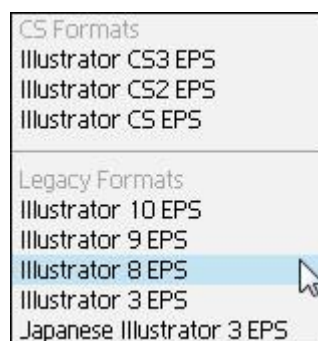 CS Formats
Illustrator CS3 EPS
Illustrator CS2 EPS
Illustrator CS EPS
Legacy Formats
Illustrator 10 EPS
Illustrator 9 EPS
Illustrator 8 EPS
Illustrator 3 EPS
Japanese Illustrator 3 EPS